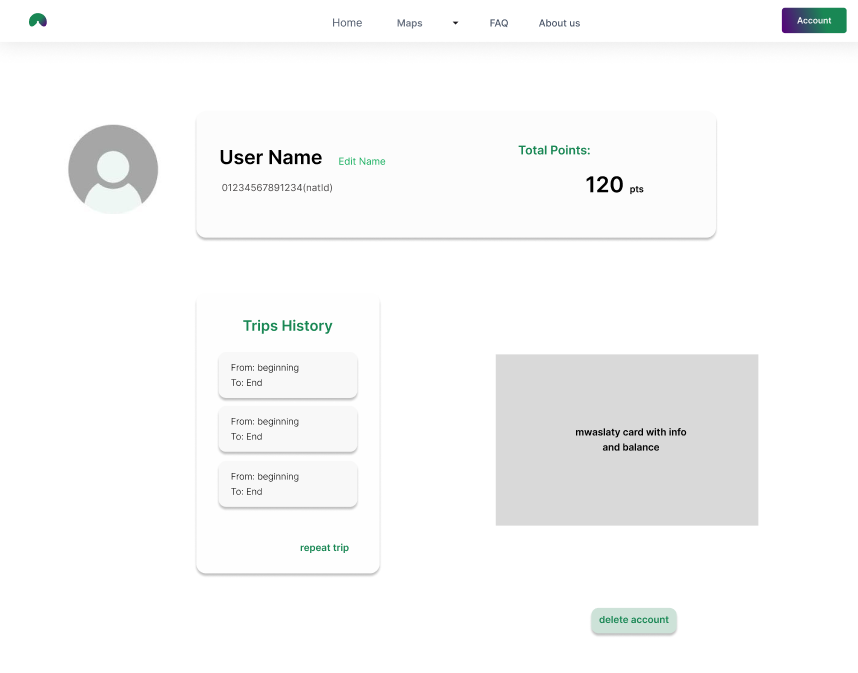 Home
Maps
FAQ
About us
Account
User Name
Edit Name
01234567891234(natId)
Total Points:
120 pts
Trips History
From: beginning
To: End
From: beginning
To: End
From: beginning
To: End
repeat trip
mwaslaty card with info
and balance
delete account